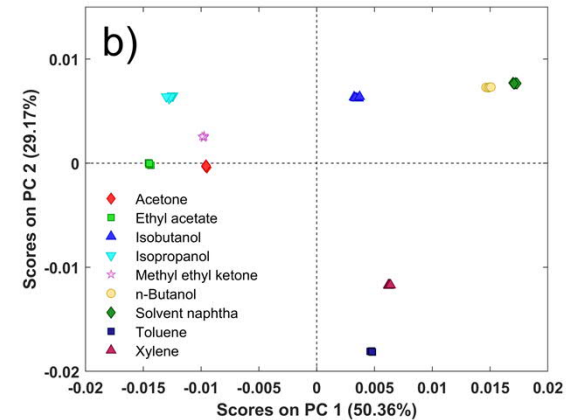 b)
0.01
0
-0.01
-0.02
Scores on PC 2 (29.17%)
Acetone
Ethyl acetate
Isobutanol
Isopropanol
Methyl ethyl ketone
n-Butanol
Solvent naphtha
Toluene
Xylene
-0.02 -0.015 -0.01 -0.005 0 0.005 0.01 0.015 0.02
Scores on PC 1 (50.36%)